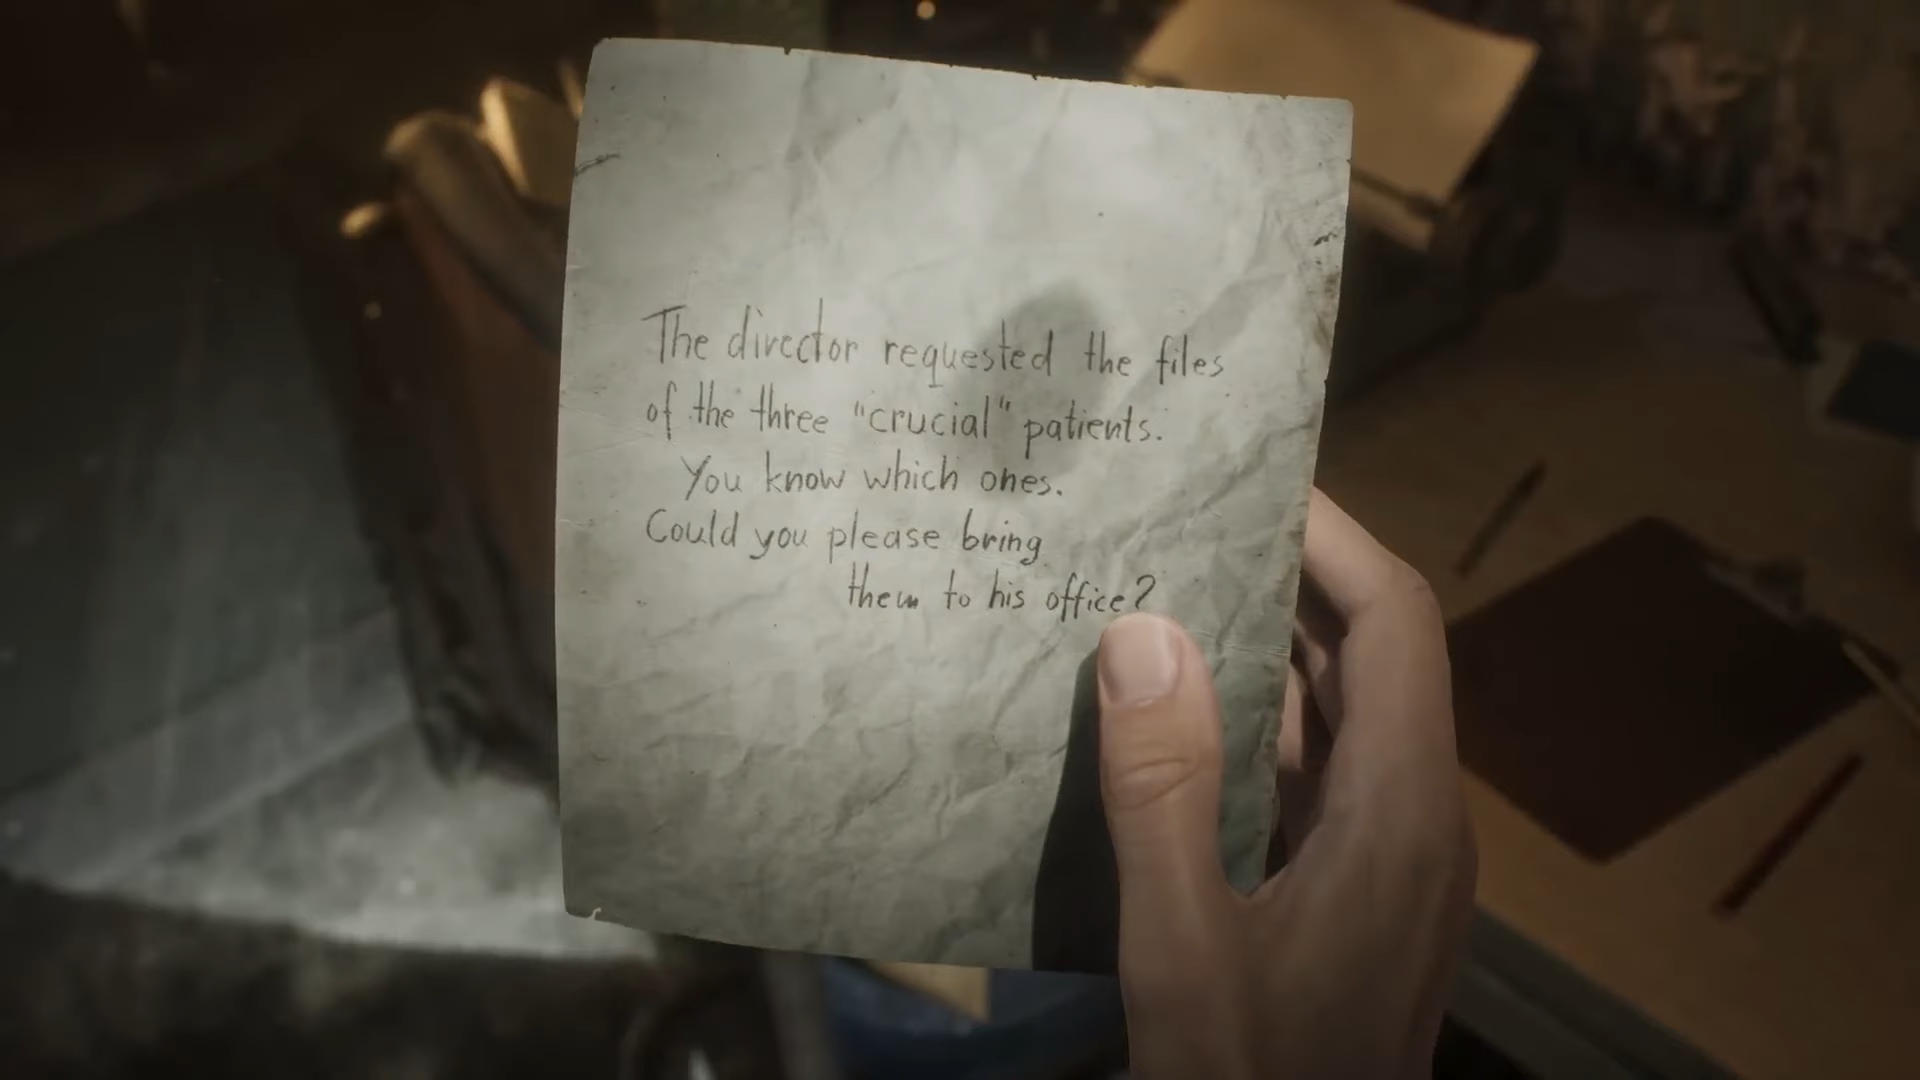 The director requested the files
of the three "crucial" patients.
You know which ones.
Could you please bring
them to his office?